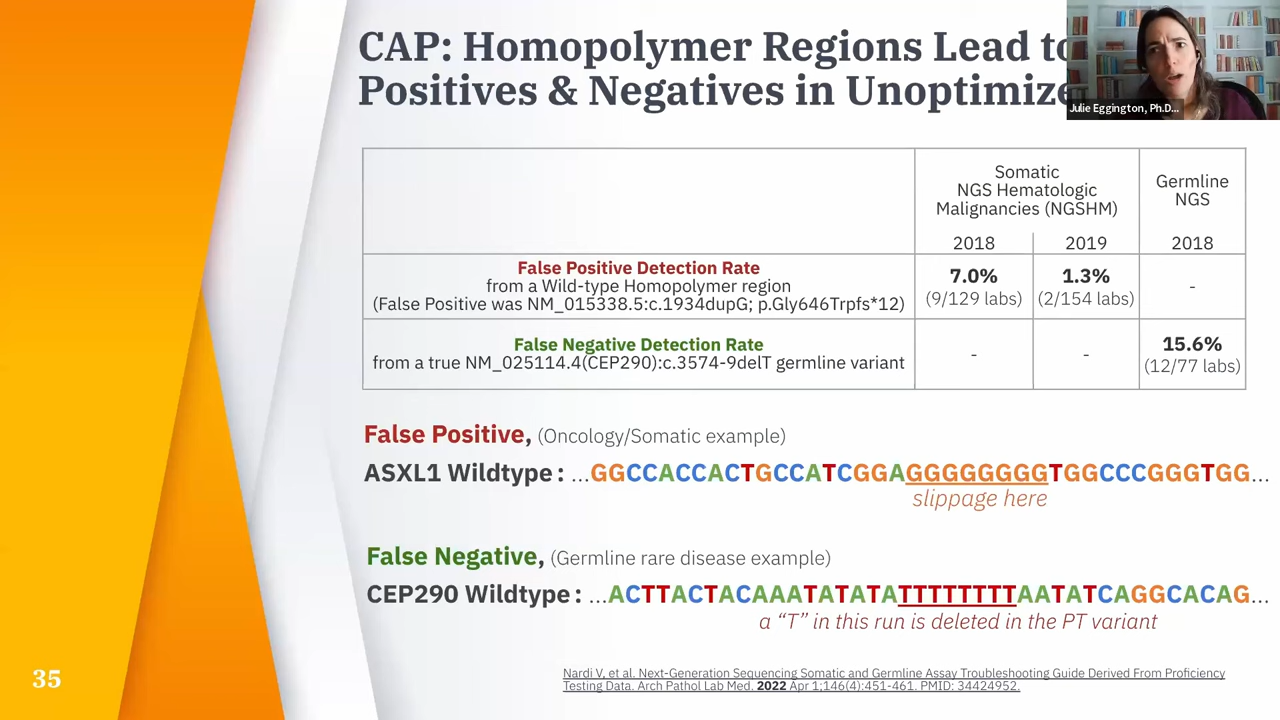 CAP: Homopolymer Regions Lead to
Positives & Negatives in Unoptimize
Julie Eggington, Ph.D...
Somatic
NGS Hematologic
Malignancies (NGSHM)
Germline
NGS
2018
2019
2018
False Positive Detection Rate
from a Wild-type Homopolymer region
(False Positive was NM_015338.5:c.1934dupG; p.Gly646Trpfs*12)
7.0%
(9/129 labs)
1.3%
(2/154 labs)
-
False Negative Detection Rate
from a true NM_025114.4(CEP290):c.3574-9delT germline variant
-
-
15.6%
(12/77 labs)
False Positive, (Oncology/Somatic example)
ASXL1 Wildtype : ...GGCCACCACTGCCATCGGAGGGGGGGGTGGCCCGGGTGG...
slippage here
False Negative, (Germline rare disease example)
CEP290 Wildtype : ...ACTTACTACAAATATATATTTTTTTTAATATCAGGCACAG...
a “T” in this run is deleted in the PT variant
Nardi V, et al. Next-Generation Sequencing Somatic and Germline Assay Troubleshooting Guide Derived From Proficiency
Testing Data. Arch Pathol Lab Med. 2022 Apr 1;146(4):451-461. PMID: 34424952.
35